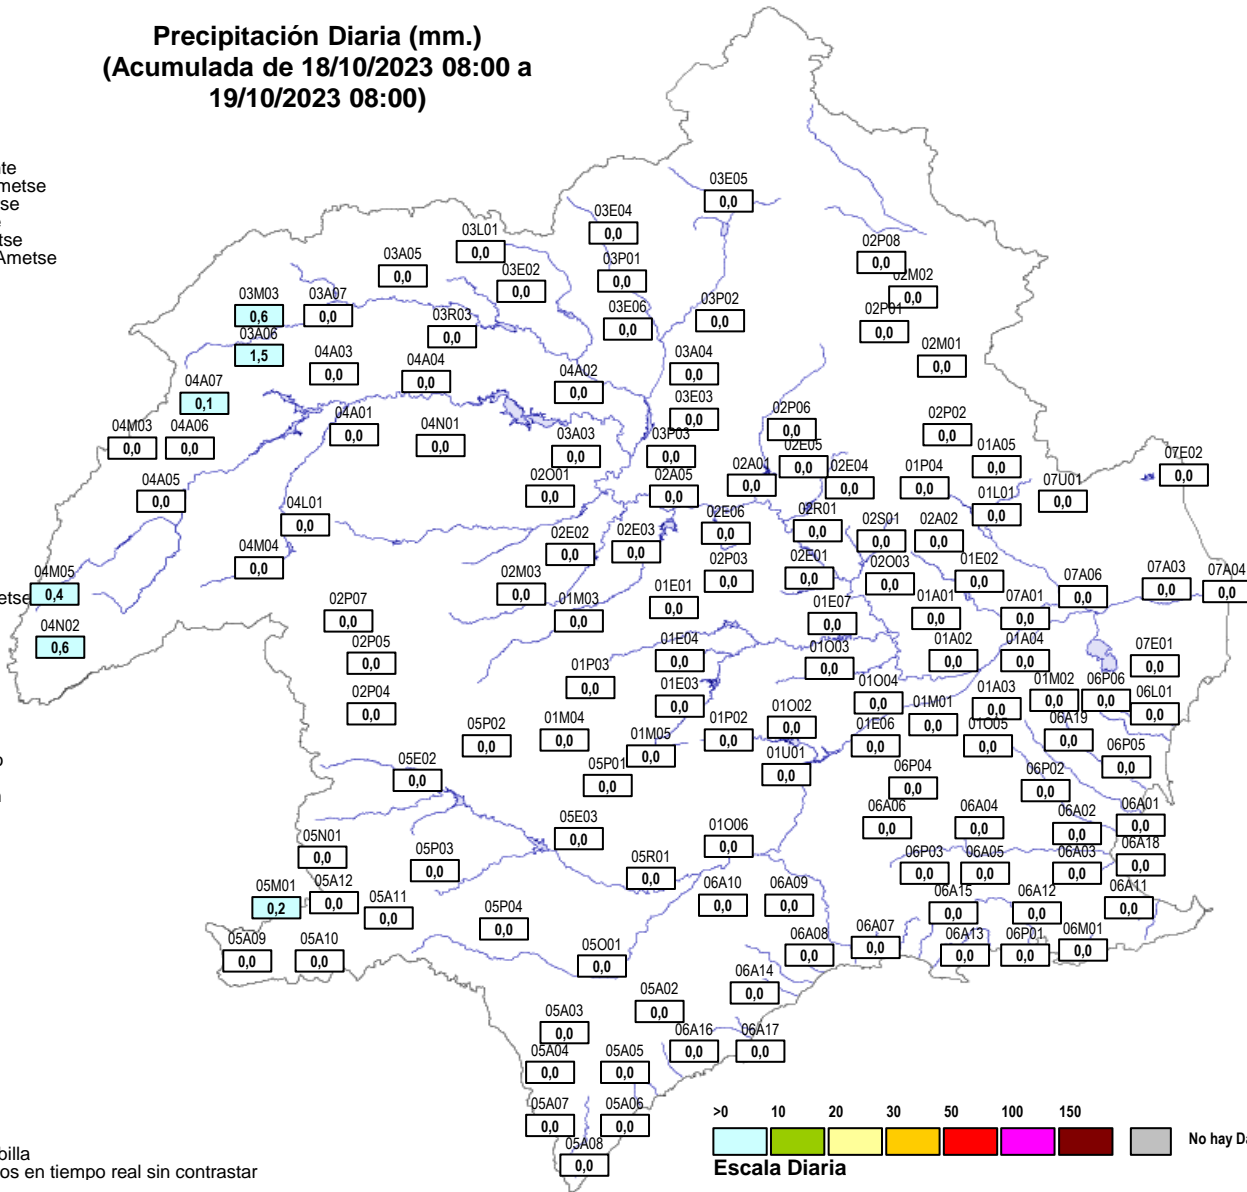 Precipitación Diaria (mm.)
(Acumulada de 18/10/2023 08:00 a
19/10/2023 08:00)
03E05
0,0
03E04
0,0
03L01
0,0
03A05
0,0
03P01
0,0
03E02
0,0
02P08
0,0
02M02
0,0
03M03
0,6
03A07
0,0
03P02
0,0
03E06
0,0
02P01
0,0
03R03
0,0
03A06
1,5
04A03
0,0
04A04
0,0
03A04
0,0
02M01
0,0
04A02
0,0
04A07
0,1
03E03
0,0
04A01
0,0
02P06
0,0
02P02
0,0
04M03
0,0
04A06
0,0
04N01
0,0
03A03
0,0
03P03
0,0
02E05
0,0
01A05
0,0
07E02
0,0
02A01
0,0
02E04
0,0
01P04
0,0
02O01
0,0
02A05
0,0
04A05
0,0
07U01
0,0
01L01
0,0
04L01
0,0
02E06
0,0
02R01
0,0
02S01
0,0
02A02
0,0
02E02
0,0
02E03
0,0
04M04
0,0
02P03
0,0
02E01
0,0
02O03
0,0
01E02
0,0
04M05
0,4
02M03
0,0
07A06
0,0
07A03
0,0
07A04
0,0
01E01
0,0
01M03
0,0
02P07
0,0
01E07
0,0
01A01
0,0
07A01
0,0
04N02
0,6
02P05
0,0
01E04
0,0
01O03
0,0
01A02
0,0
01A04
0,0
07E01
0,0
01P03
0,0
01E03
0,0
01O04
0,0
01A03
0,0
01M02
0,0
06P06
0,0
06L01
0,0
02P04
0,0
01M01
0,0
01O02
0,0
05P02
0,0
01M04
0,0
01P02
0,0
01E06
0,0
01O05
0,0
06A19
0,0
01M05
0,0
01U01
0,0
05E02
0,0
05P01
0,0
06P04
0,0
06P02
0,0
06P05
0,0
05E03
0,0
01O06
0,0
06A06
0,0
06A04
0,0
06A02
0,0
06A01
0,0
05N01
0,0
05P03
0,0
05R01
0,0
06P03
0,0
06A05
0,0
06A03
0,0
06A18
0,0
05M01
0,2
05A12
0,0
05A11
0,0
06A10
0,0
06A09
0,0
06A15
0,0
06A12
0,0
06A11
0,0
05P04
0,0
05A09
0,0
05A10
0,0
05O01
0,0
06A08
0,0
06A07
0,0
06A13
0,0
06P01
0,0
06M01
0,0
06A14
0,0
05A02
0,0
05A03
0,0
06A16
0,0
06A17
0,0
05A04
0,0
05A05
0,0
05A07
0,0
05A06
0,0
05A08
0,0
>0 10 20 30 50 100 150
Escala Diaria
os en tiempo real sin contrastar